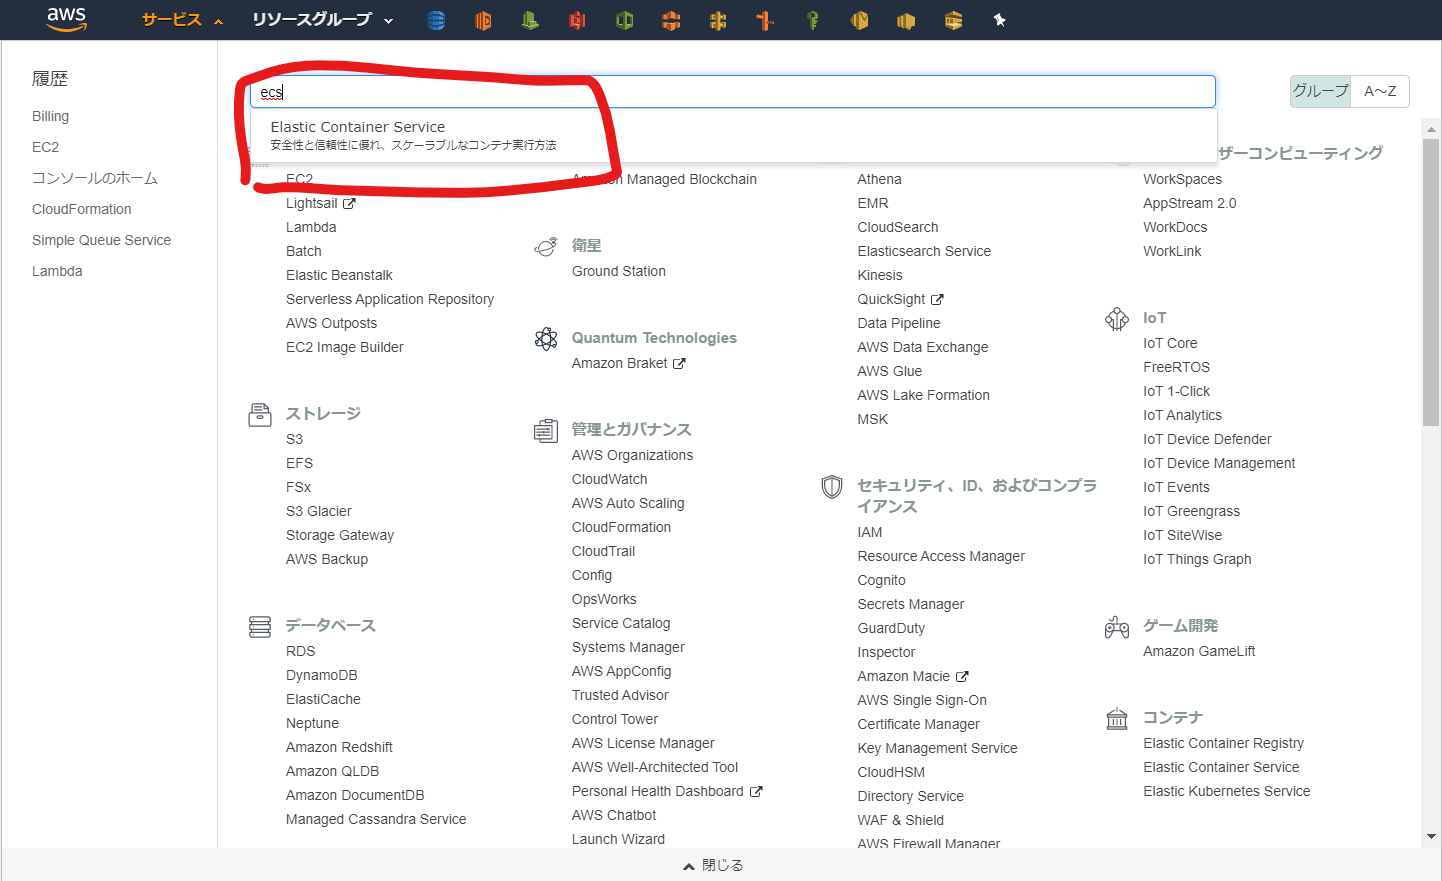 aws サービス リソースグループ
履歴
Billing
EC2
コンソールのホーム
CloudFormation
Simple Queue Service
Lambda
ecs
グループ A〜Z
Elastic Container Service
安全性と信頼性に優れ、スケーラブルなコンテナ実行方法
EC2
Lightsail
Lambda
Batch
Elastic Beanstalk
Serverless Application Repository
AWS Outposts
EC2 Image Builder
ストレージ
S3
EFS
FSx
S3 Glacier
Storage Gateway
AWS Backup
データベース
RDS
DynamoDB
ElastiCache
Neptune
Amazon Redshift
Amazon QLDB
Amazon DocumentDB
Managed Cassandra Service
Amazon Managed Blockchain
衛星
Ground Station
Quantum Technologies
Amazon Braket
管理とガバナンス
AWS Organizations
CloudWatch
AWS Auto Scaling
CloudFormation
CloudTrail
Config
OpsWorks
Service Catalog
Systems Manager
AWS AppConfig
Trusted Advisor
Control Tower
AWS License Manager
AWS Well-Architected Tool
Personal Health Dashboard
AWS Chatbot
Launch Wizard
Athena
EMR
CloudSearch
Elasticsearch Service
Kinesis
QuickSight
Data Pipeline
AWS Data Exchange
AWS Glue
AWS Lake Formation
MSK
セキュリティ、ID、およびコンプラ
イアンス
IAM
Resource Access Manager
Cognito
Secrets Manager
GuardDuty
Inspector
Amazon Macie
AWS Single Sign-On
Certificate Manager
Key Management Service
CloudHSM
Directory Service
WAF & Shield
AWS Firewall Manager
ザーコンピューティング
WorkSpaces
AppStream 2.0
WorkDocs
WorkLink
IoT
IoT Core
FreeRTOS
IoT 1-Click
IoT Analytics
IoT Device Defender
IoT Device Management
IoT Events
IoT Greengrass
IoT SiteWise
IoT Things Graph
ゲーム開発
Amazon GameLift
コンテナ
Elastic Container Registry
Elastic Container Service
Elastic Kubernetes Service
閉じる